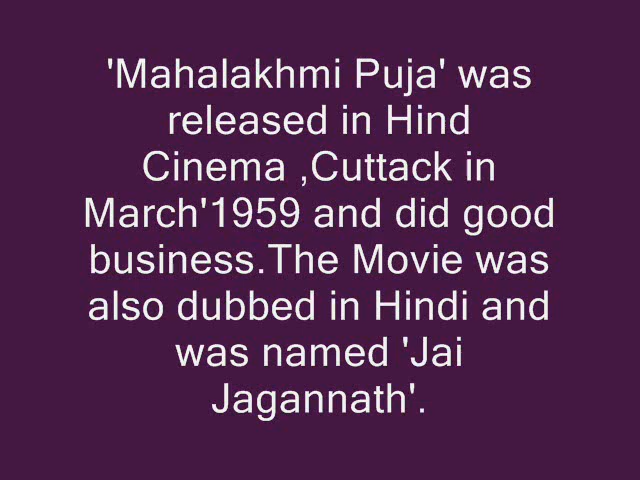 'Mahalakhmi Puja' was
released in Hind
Cinema ,Cuttack in
March'1959 and did good
business.The Movie was
also dubbed in Hindi and
was named 'Jai
Jagannath'.